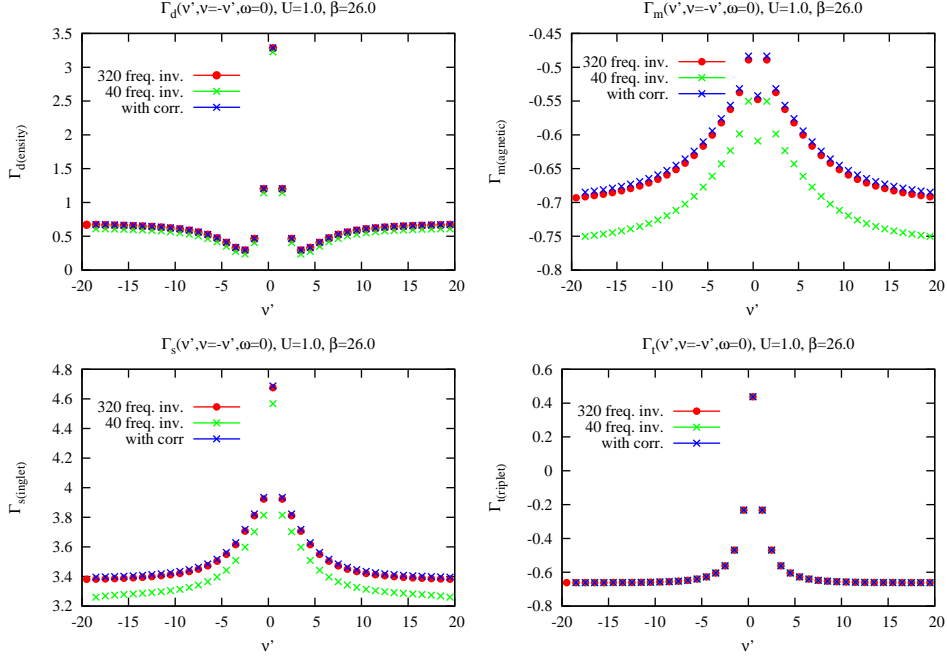 Γd(ν',ν=-ν',ω=0), U=1.0, β=26.0
Γd(ensity)
3.5
3
2.5
2
1.5
1
0.5
0
320 freq. inv.
40 freq. inv.
with corr.
-20 -15 -10 -5 0 5 10 15 20
ν'
Γm(ν',ν=-ν',ω=0), U=1.0, β=26.0
Γm(agnetic)
-0.45
-0.5
-0.55
-0.6
-0.65
-0.7
-0.75
-0.8
320 freq. inv.
40 freq. inv.
with corr.
-20 -15 -10 -5 0 5 10 15 20
ν'
Γs(ν',ν=-ν',ω=0), U=1.0, β=26.0
Γs(inglet)
4.8
4.6
4.4
4.2
4
3.8
3.6
3.4
3.2
320 freq. inv.
40 freq. inv.
with corr
-20 -15 -10 -5 0 5 10 15 20
ν'
Γt(ν',ν=-ν',ω=0), U=1.0, β=26.0
Γt(riplet)
0.6
0.4
0.2
0
-0.2
-0.4
-0.6
-0.8
320 freq. inv.
40 freq. inv.
with corr.
-20 -15 -10 -5 0 5 10 15 20
ν'